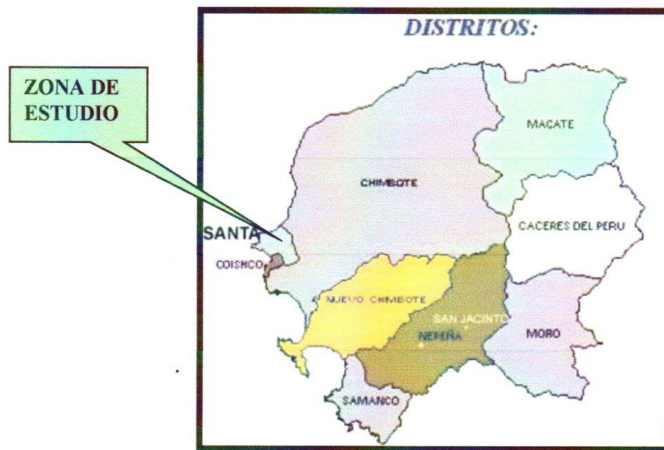 DISTRITOS:
ZONA DE
ESTUDIO
MACATE
CHIMBOTE
CACERES DEL PERU
SANTA
COISHCO
NUEVO CHIMBOTE
SAN JACINTO
NEPEÑA
MORO
SAMANCO